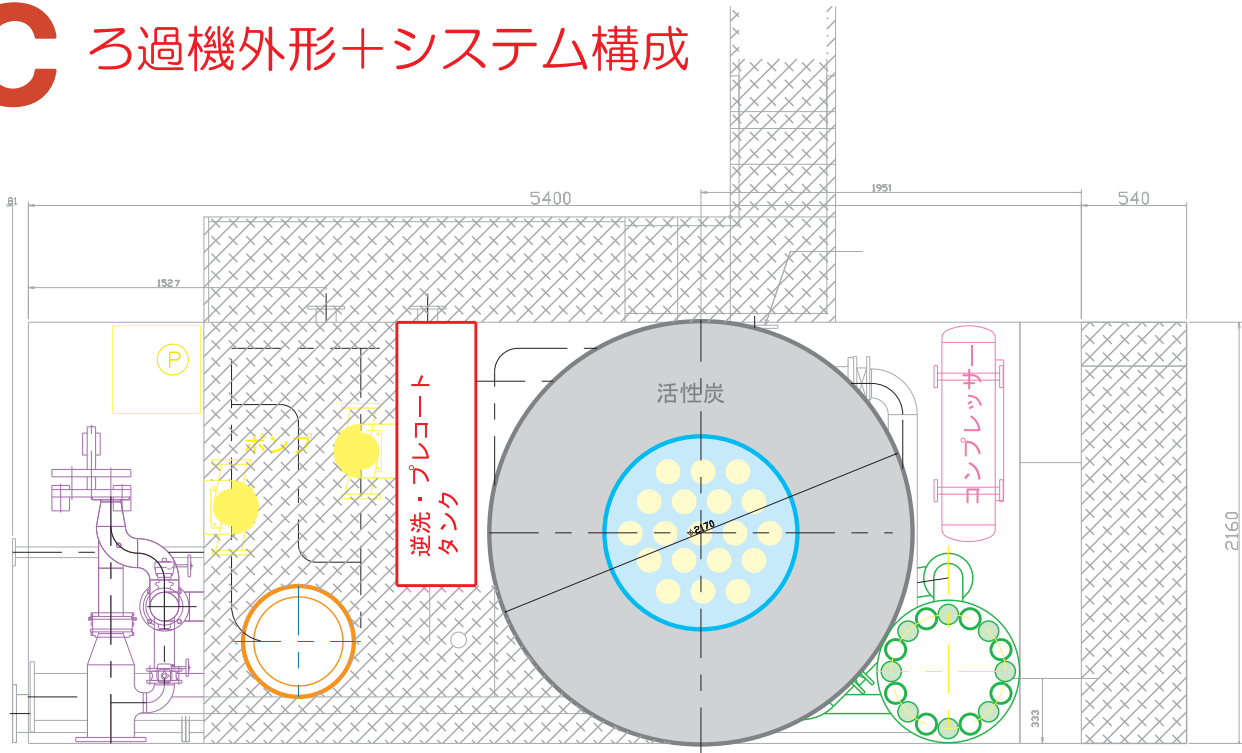 C ろ過機外形+システム構成
81
5400
1951
540
1527
P
ポンプ
逆洗・プレコート
タンク
活性炭
φ2170
コンプレッサー
2160
333